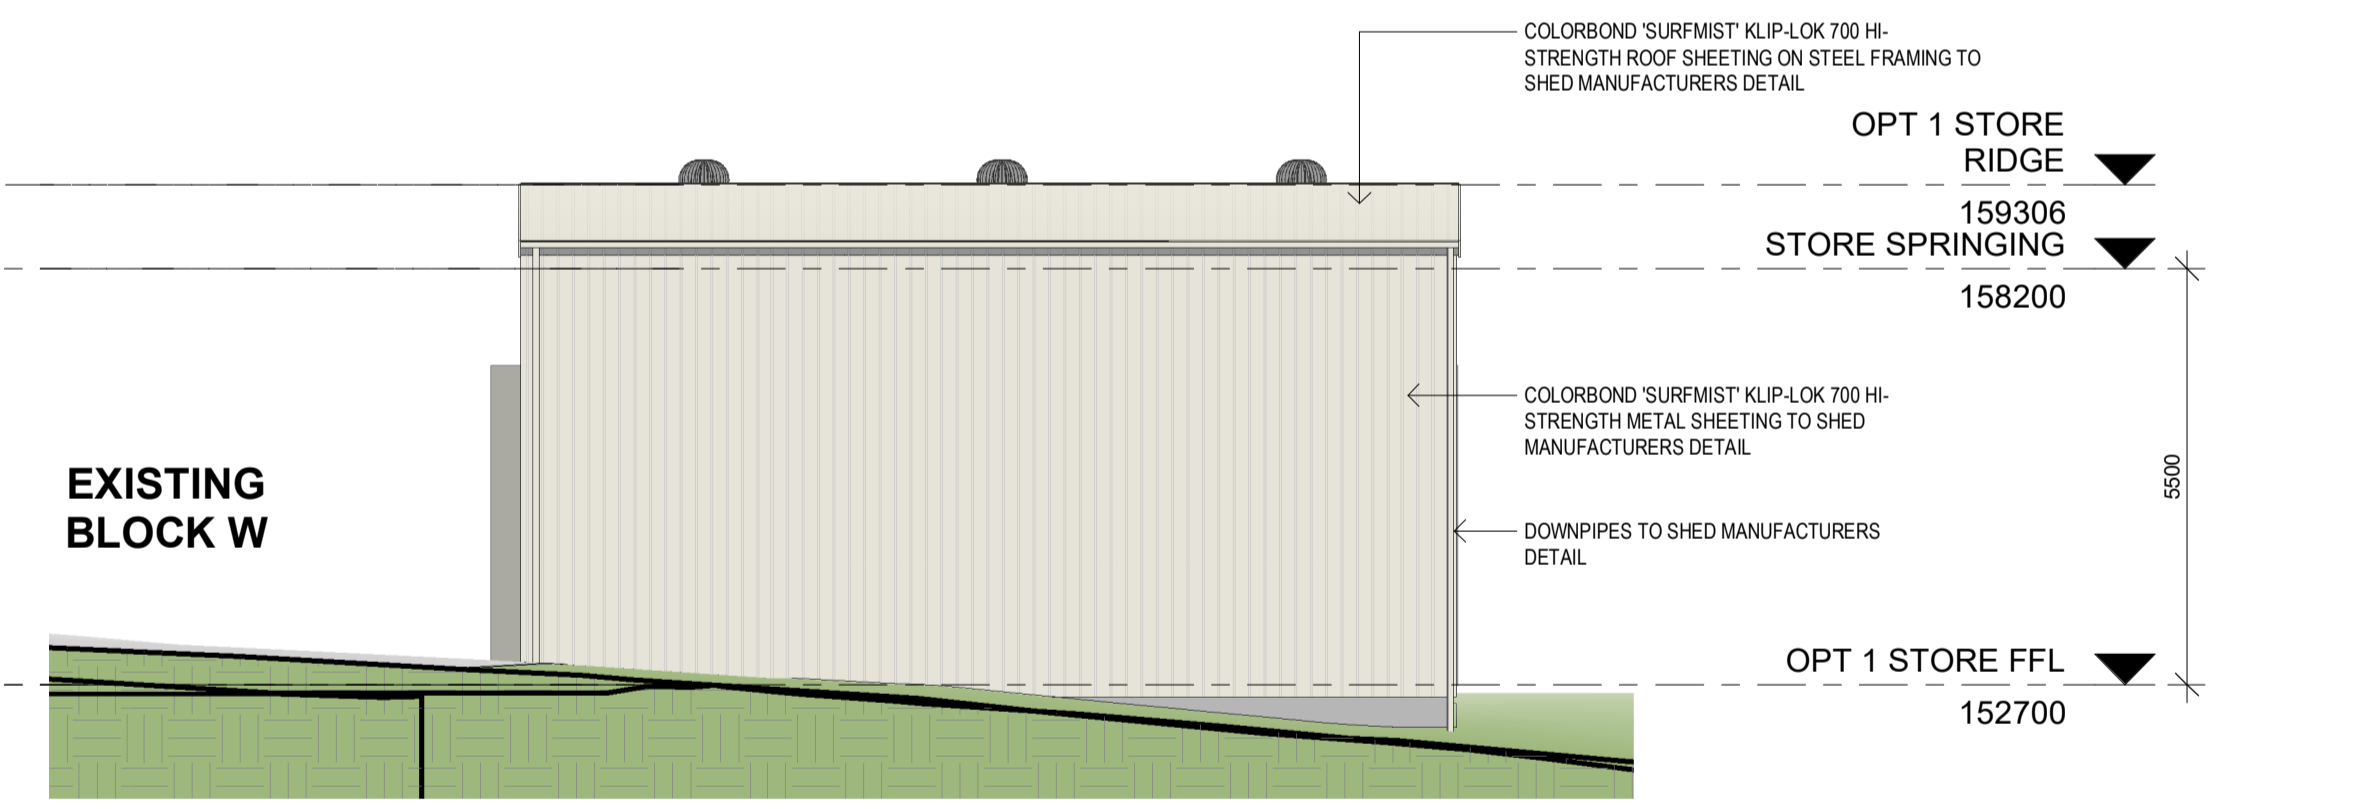 COLORBOND 'SURFMIST' KLIP-LOK 700 HI-
STRENGTH ROOF SHEETING ON STEEL FRAMING TO
SHED MANUFACTURERS DETAIL
OPT 1 STORE
RIDGE
159306
STORE SPRINGING
158200
COLORBOND 'SURFMIST' KLIP-LOK 700 HI-
STRENGTH METAL SHEETING TO SHED
MANUFACTURERS DETAIL
5500
EXISTING
BLOCK W
DOWNPIPES TO SHED MANUFACTURERS
DETAIL
OPT 1 STORE FFL
152700